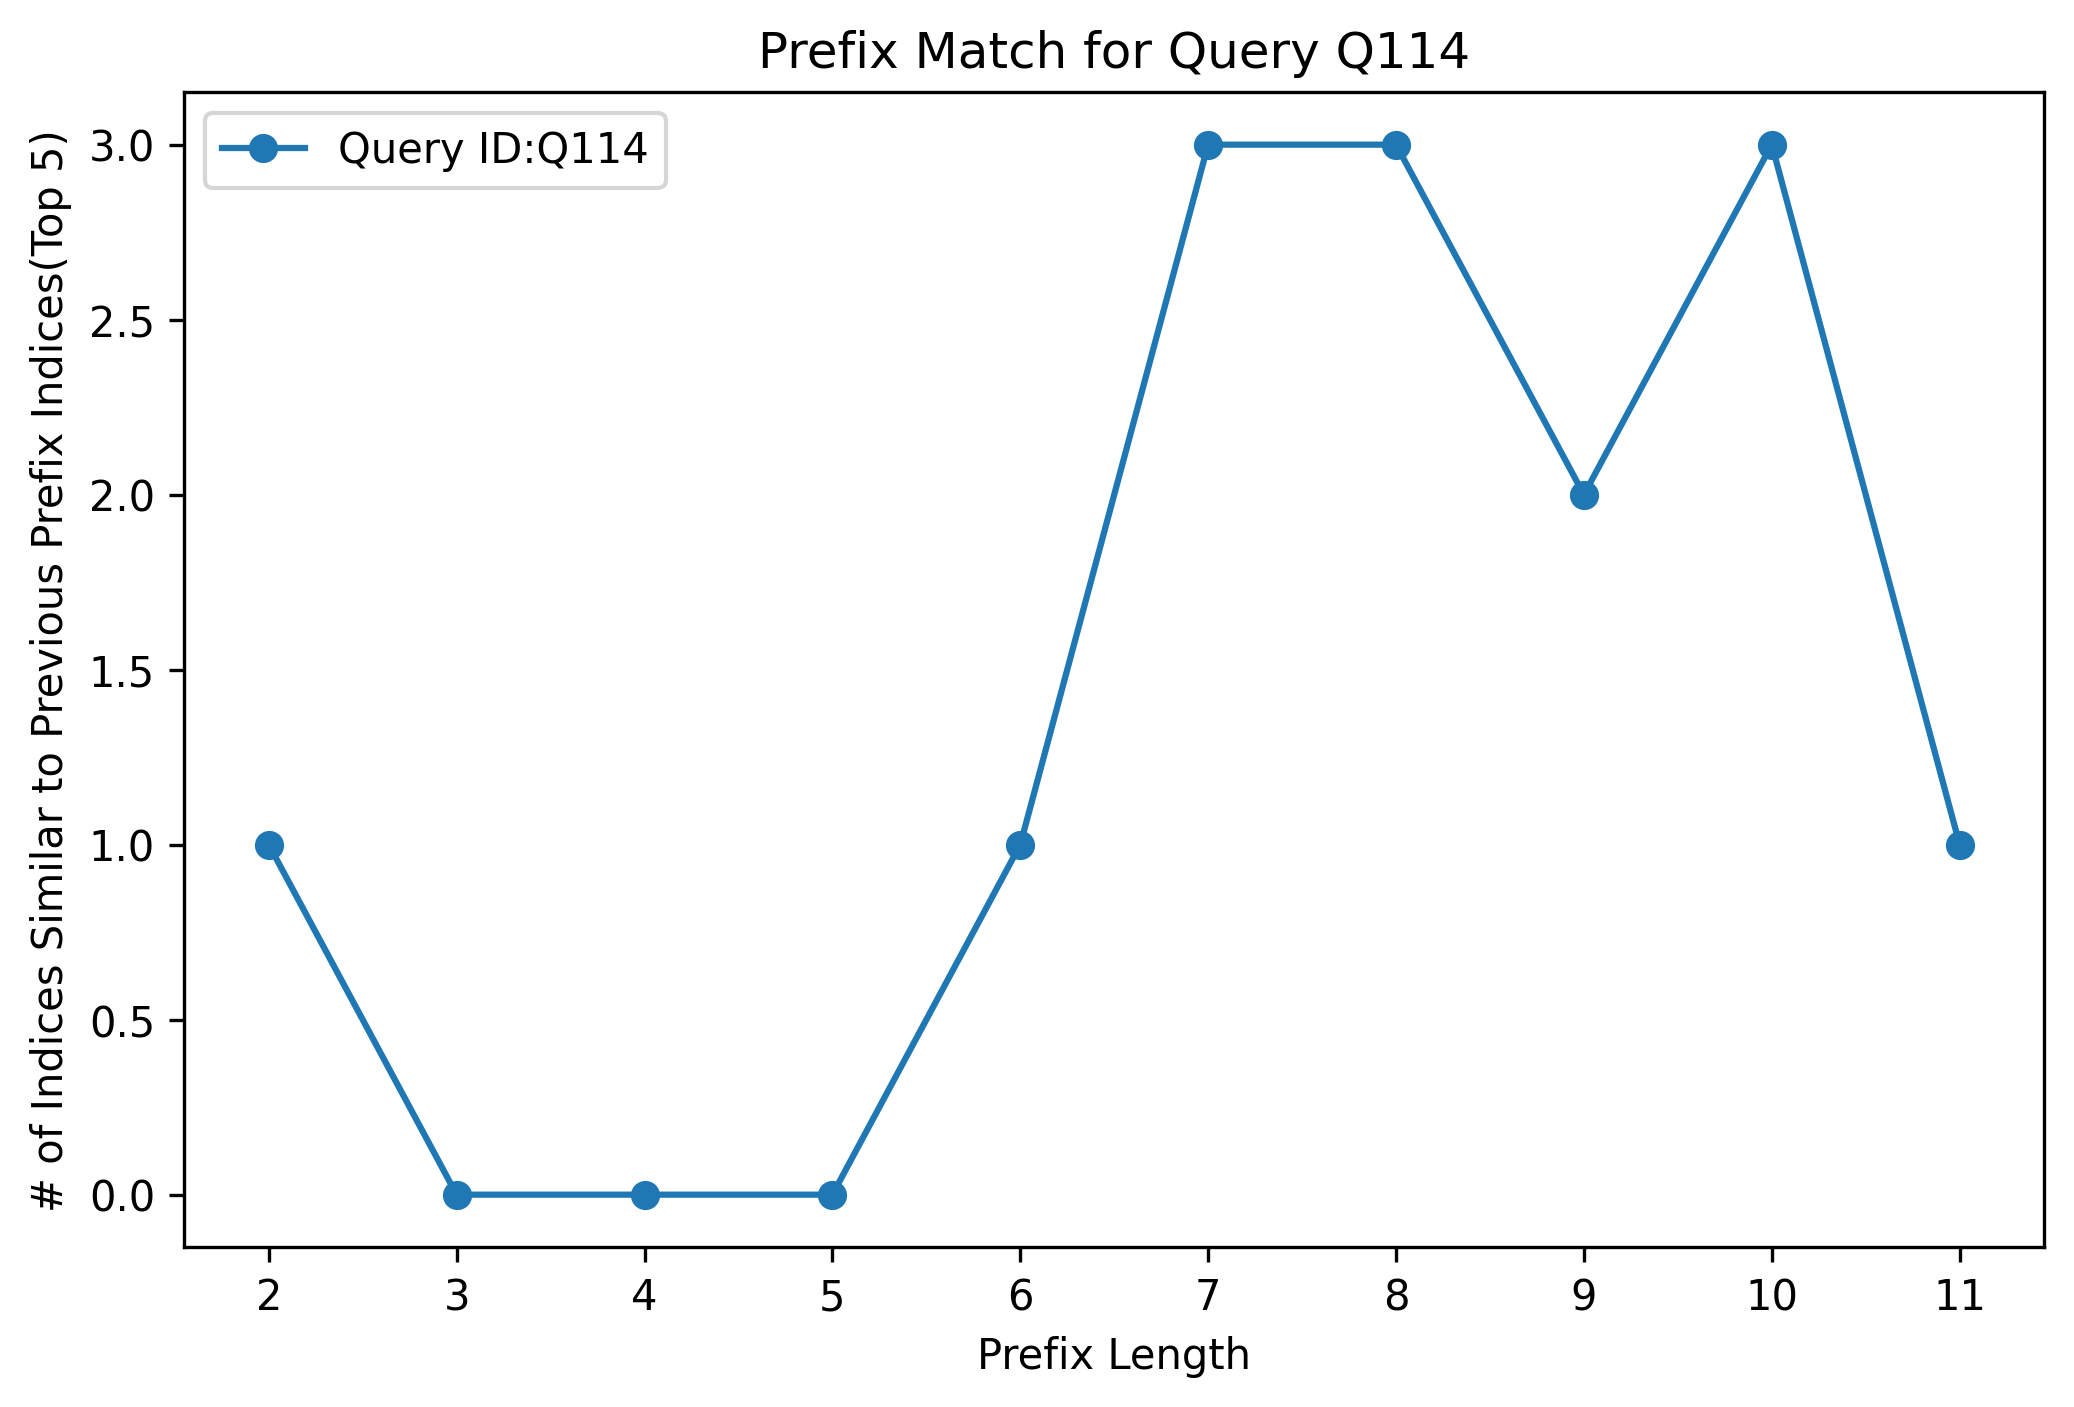 Prefix Match for Query Q114
Query ID:Q114
# of Indices Similar to Previous Prefix Indices(Top 5)
3.0
2.5
2.0
1.5
1.0
0.5
0.0
2 3 4 5 6 7 8 9 10 11
Prefix Length